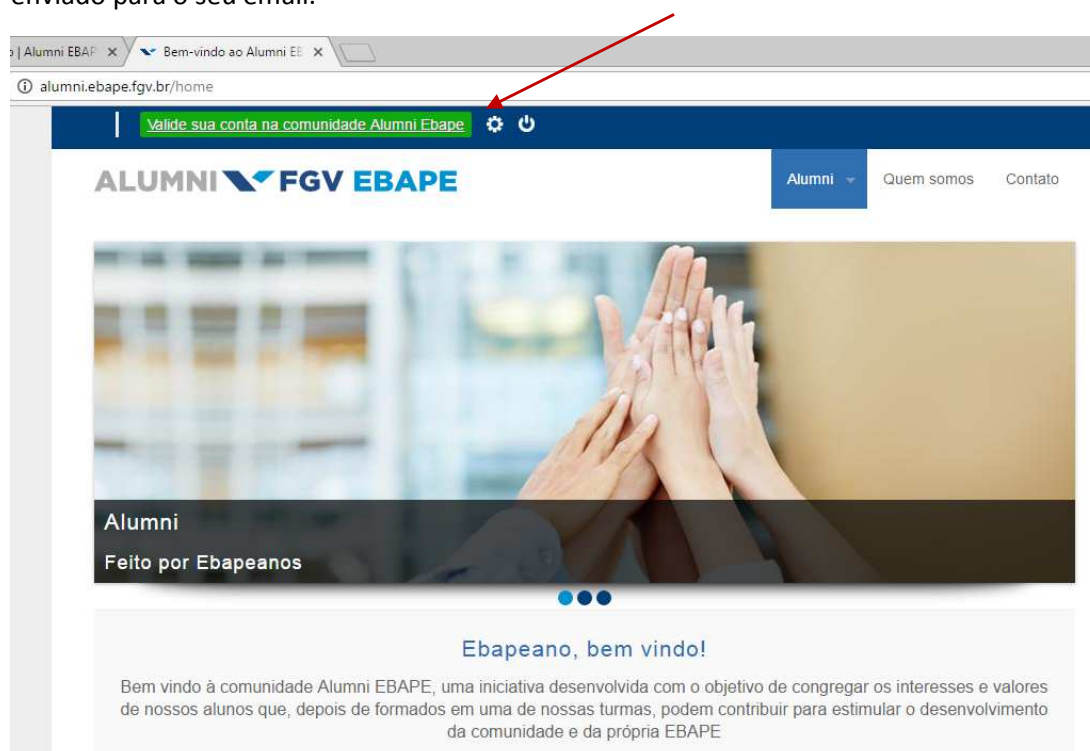 enviado para o seu email.
o | Alumni EBAP
Bem-vindo ao Alumni EE
alumni.ebape.fgv.br/home
Valide sua conta na comunidade Alumni Ebape
ALUMNI FGV EBAPE
Alumni
Quem somos
Contato
Alumni
Feito por Ebapeanos
Ebapeano, bem vindo!
Bem vindo à comunidade Alumni EBAPE, uma iniciativa desenvolvida com o objetivo de congregar os interesses e valores
de nossos alunos que, depois de formados em uma de nossas turmas, podem contribuir para estimular o desenvolvimento
da comunidade e da própria EBAPE